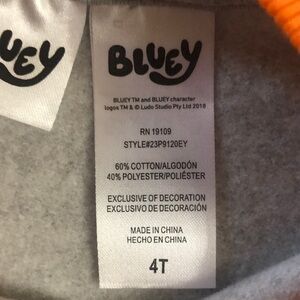 UEY
BLUEY
BLUEY TM and BLUEY character
logos TM & © Ludo Studio Pty Ltd 2018
RN 19109
STYLE#23P9120EY
60% COTTON/ALGODÓN
40% POLYESTER/POLIÉSTER
EXCLUSIVE OF DECORATION
EXCLUSIVO DE DECORACIÓN
MADE IN CHINA
HECHO EN CHINA
4T